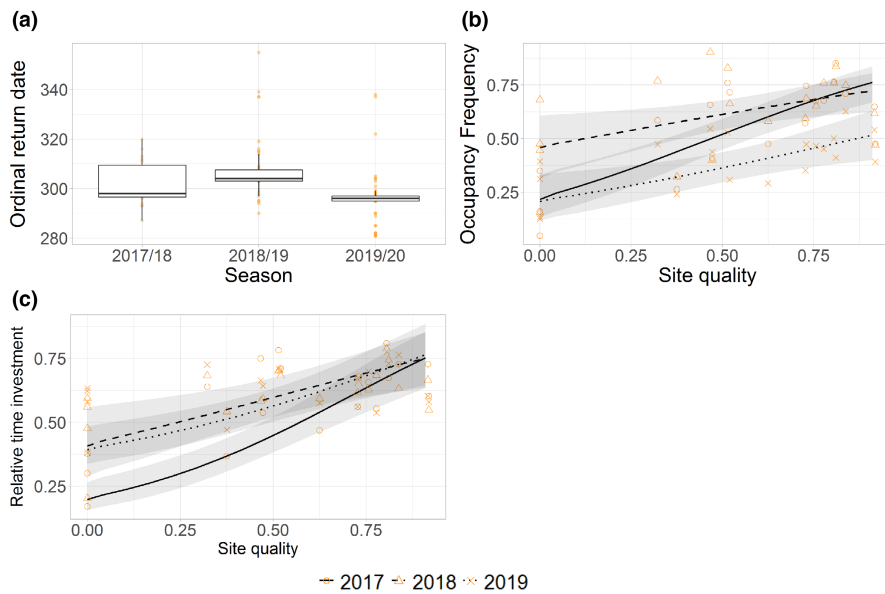 (a)
Ordinal return date
340
320
300
280
2017/18 2018/19 2019/20
Season
(b)
Occupancy Frequency
0.75
0.50
0.25
0.00 0.25 0.50 0.75
Site quality
(c)
Relative time investment
0.75
0.50
0.25
0.00 0.25 0.50 0.75
Site quality
2017 2018 2019